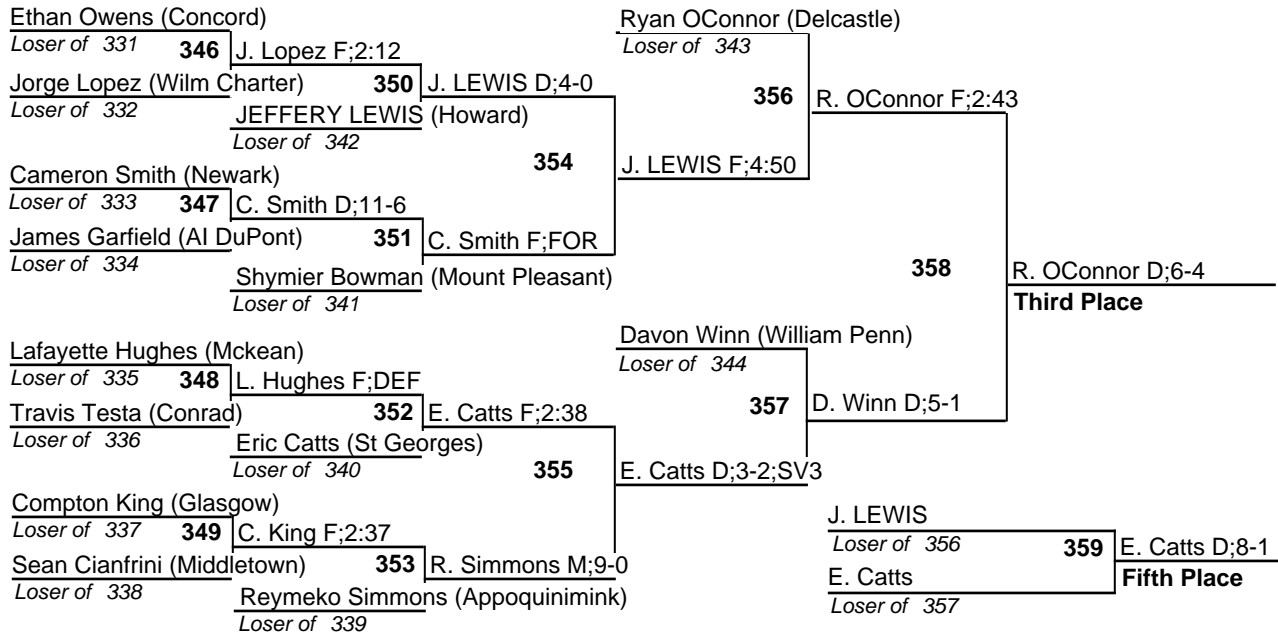 Ethan Owens (Concord)
Loser of 331
346
J. Lopez F;2:12
Jorge Lopez (Wilm Charter)
Loser of 332
350
J. LEWIS D;4-0
JEFFERY LEWIS (Howard)
Loser of 342
354
J. LEWIS F;4:50
Cameron Smith (Newark)
Loser of 333
347
C. Smith D;11-6
James Garfield (AI DuPont)
Loser of 334
351
C. Smith F;FOR
Shymier Bowman (Mount Pleasant)
Loser of 341
Ryan OConnor (Delcastle)
Loser of 343
356
R. OConnor F;2:43
358
R. OConnor D;6-4
Third Place
Lafayette Hughes (Mckean)
Loser of 335
348
L. Hughes F;DEF
Travis Testa (Conrad)
Loser of 336
352
E. Catts F;2:38
Eric Catts (St Georges)
Loser of 340
355
E. Catts D;3-2;SV3
Compton King (Glasgow)
Loser of 337
349
C. King F;2:37
Sean Cianfrini (Middletown)
Loser of 338
353
R. Simmons M;9-0
Reymeko Simmons (Appoquinimink)
Loser of 339
Davon Winn (William Penn)
Loser of 344
357
D. Winn D;5-1
J. LEWIS
Loser of 356
359
E. Catts D;8-1
E. Catts
Fifth Place
Loser of 357